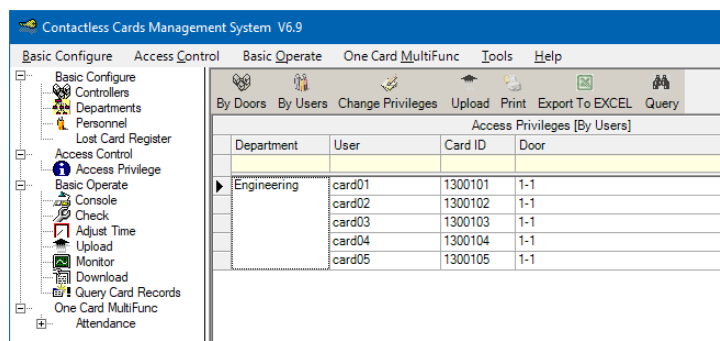 Contactless Cards Management System V6.9
Basic Configure Access Control Basic Operate One Card MultiFunc Tools Help
Basic Configure
Controllers
Departments
Personnel
Lost Card Register
Access Control
Access Privilege
Basic Operate
Console
Check
Adjust Time
Upload
Monitor
Download
Query Card Records
One Card MultiFunc
Attendance
By Doors By Users Change Privileges Upload Print Export To EXCEL Query
Access Privileges [By Users]
Department User Card ID Door
Engineering card01 1300101 1-1
card02 1300102 1-1
card03 1300103 1-1
card04 1300104 1-1
card05 1300105 1-1